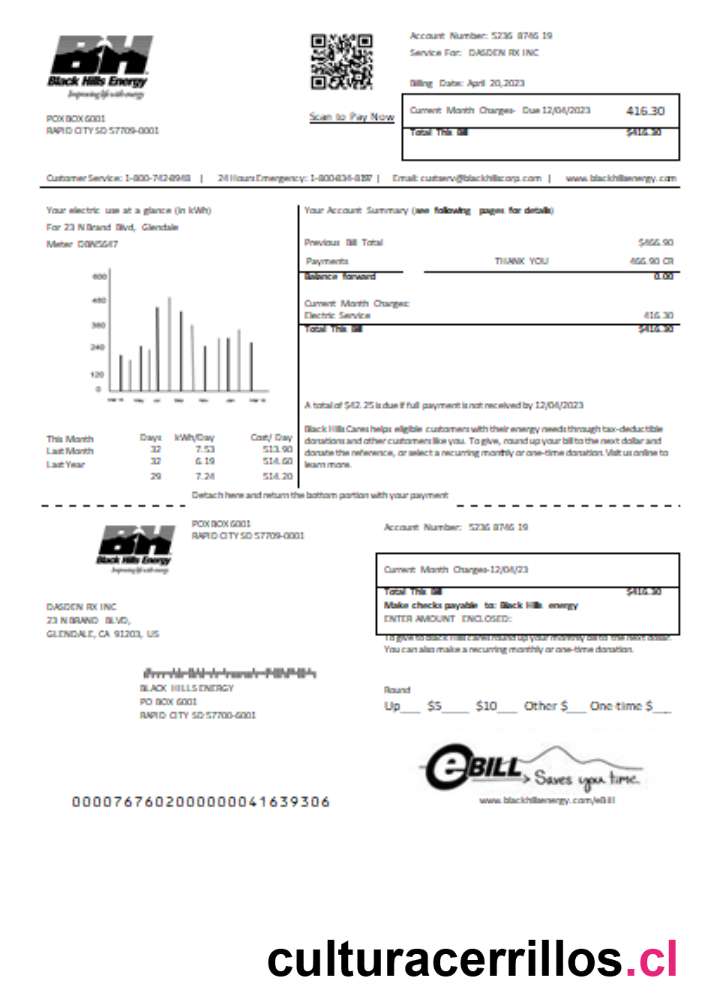 BH
Black Hills Energy
Improving life with energy
POX BOX 6001
RAPID CITY SD 57709-0001
Scan to Pay Now
Account Number: 5236 8746 19
Service For: DASDEN RX INC
Billing Date: April 20,2023
Current Month Charges- Due 12/04/2023 416.30
Total This Bill $416.30
Customer Service: 1-800-742-8948 | 24 Hours Emergency: 1-800-834-8197 | Email: custserv@blackhillscorp.com | www.blackhillsenergy.com
Your electric use at a glance (in kWh)
For 23 N Brand Blvd, Glendale
Meter DBN5647
600
480
360
240
120
0
Your Account Summary (see following pages for details)
Previous Bill Total $466.90
Payments THANK YOU 466.90 CR
Balance forward 0.00
Current Month Charges:
Electric Service 416.30
Total This Bill $416.30
A total of $42.25 is due if full payment is not received by 12/04/2023
Black Hills Cares helps eligible customers with their energy needs through tax-deductible
donations and other customers like you. To give, round up your bill to the next dollar and
donate the reference, or select a recurring monthly or one-time donation. Visit us online to
learn more.
Days kWh/Day Cost/ Day
This Month 32 7.53 $13.90
Last Month 32 6.19 $14.60
Last Year 29 7.24 $14.20
Detach here and return the bottom portion with your payment
BH
Black Hills Energy
Improving life with energy
POX BOX 6001
RAPID CITY SD 57709-0001
Account Number: 5236 8746 19
Current Month Charges-12/04/23
Total This Bill $416.30
Make checks payable to: Black Hills energy
ENTER AMOUNT ENCLOSED:
To give to black Hills cares round up your monthly bill to the next dollar.
You can also make a recurring monthly or one-time donation.
DASDEN RX INC
23 N BRAND BLVD,
GLENDALE, CA 91203, US
BLACK HILLS ENERGY
PO BOX 6001
RAPID CITY SD 57700-6001
Round
Up___ $5____ $10___ Other $___ One-time $___
eBILL Saves you time.
www.blackhillsenergy.com/eBill
0000767602000000041639306
culturacerrillos.cl